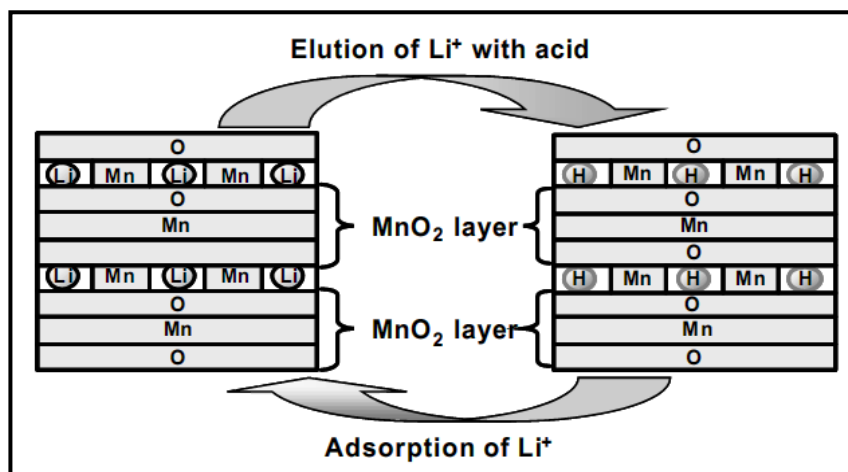 Elution of Li⁺ with acid
O
Li Mn Li Mn Li
O
Mn
Li Mn Li Mn Li
O
Mn
O
MnO₂ layer
MnO₂ layer
O
H Mn H Mn H
O
Mn
O
H Mn H Mn H
O
Mn
O
Adsorption of Li⁺